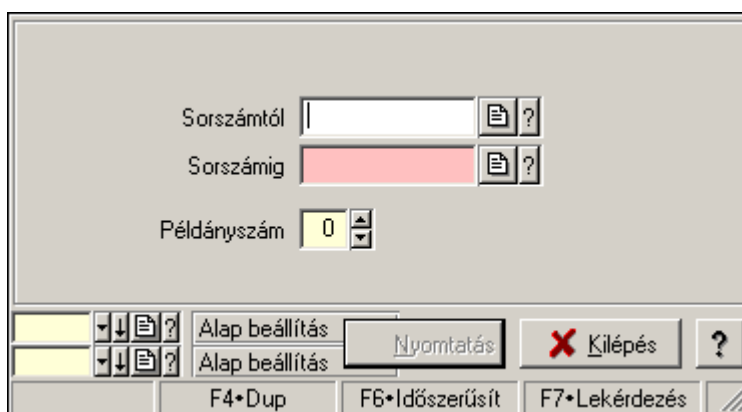 Sorszámtól ?
Sorszámig ?
Példányszám 0
? Alap beállítás
? Alap beállítás
Nyomtatás Kilépés ?
F4•Dup F6•Időszerűsít F7•Lekérdezés